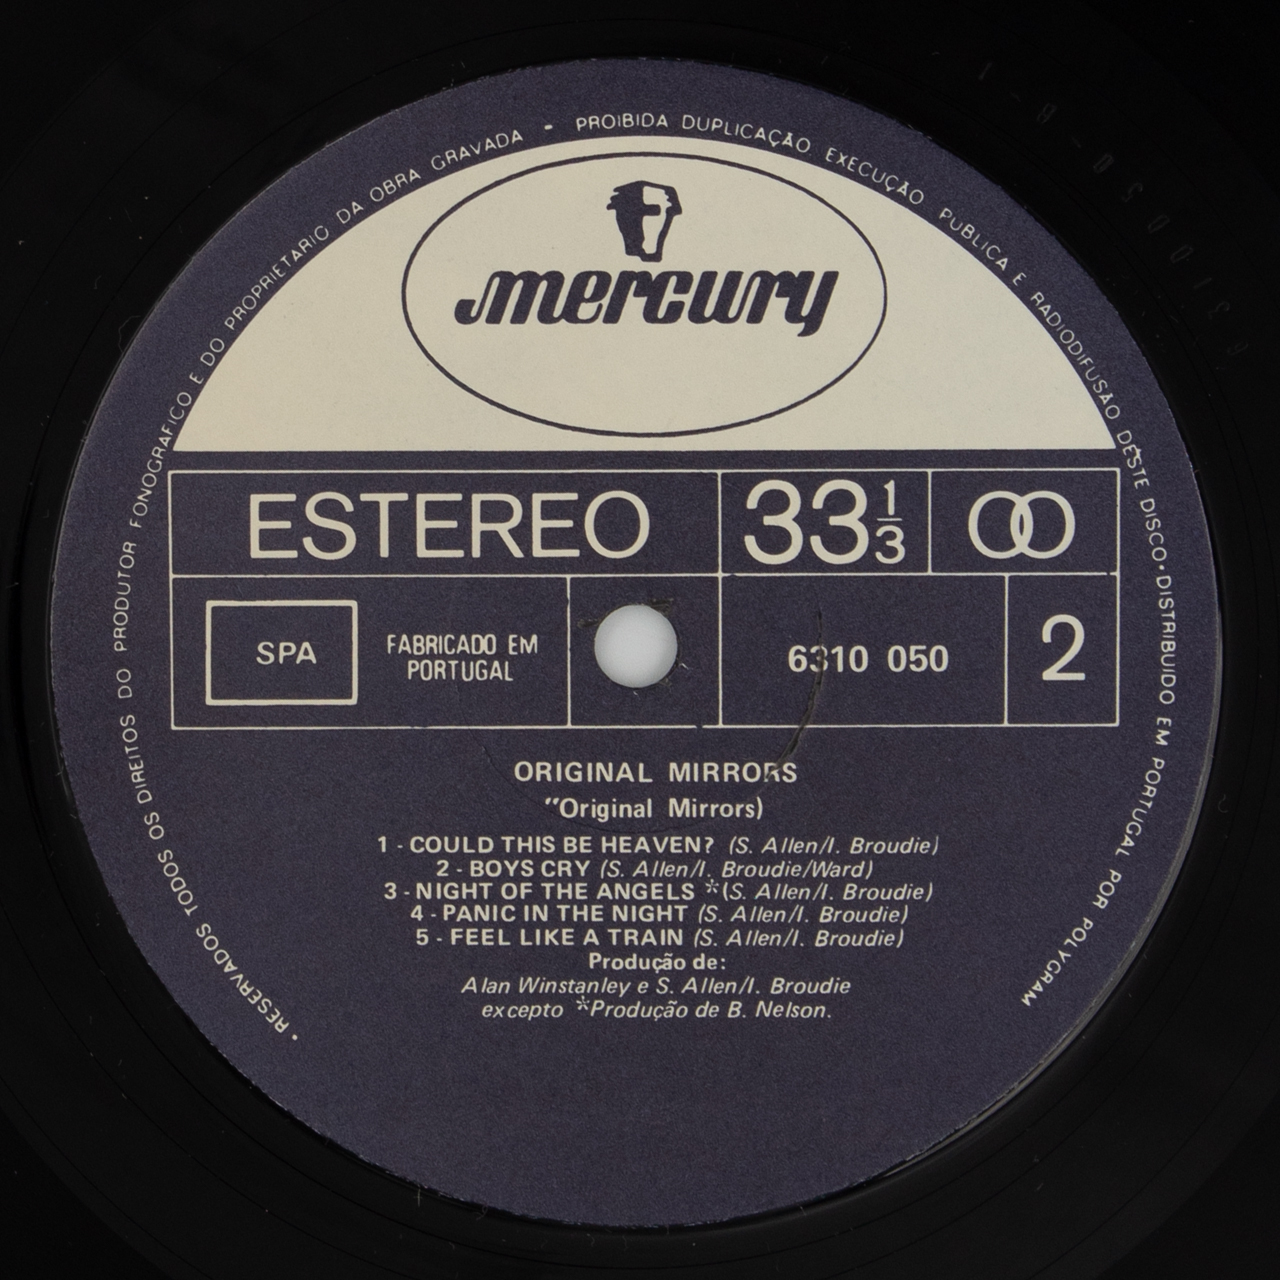 • RESERVADOS TODOS OS DIREITOS DO PRODUTOR FONOGRAFICO E DO PROPRIETARIO DA OBRA GRAVADA - PROIBIDA DUPLICAÇÃO EXECUÇÃO PUBLICA E RADIODIFUSÃO DESTE DISCO • DISTRIBUIDO EM PORTUGAL POR POLYGRAM
mercury
ESTEREO
33 1/3
SPA
FABRICADO EM
PORTUGAL
6310 050
2
ORIGINAL MIRRORS
"Original Mirrors)
1 - COULD THIS BE HEAVEN? (S. Allen/I. Broudie)
2 - BOYS CRY (S. Allen/I. Broudie/Ward)
3 - NIGHT OF THE ANGELS *(S. Allen/I. Broudie)
4 - PANIC IN THE NIGHT (S. Allen/I. Broudie)
5 - FEEL LIKE A TRAIN (S. Allen/I. Broudie)
Produção de:
Alan Winstanley e S. Allen/I. Broudie
excepto *Produção de B. Nelson.